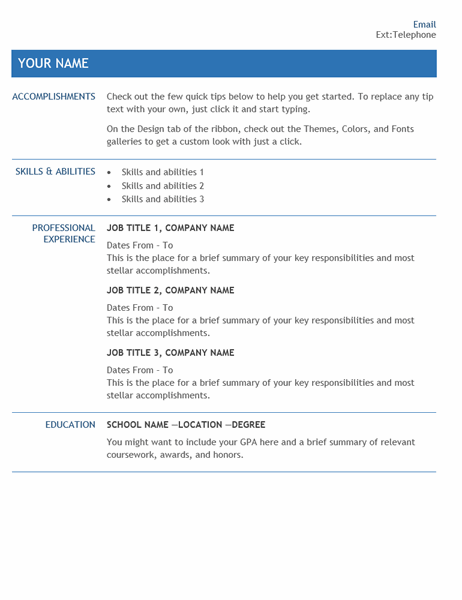 Email
Ext:Telephone
YOUR NAME
ACCOMPLISHMENTS
Check out the few quick tips below to help you get started. To replace any tip
text with your own, just click it and start typing.
On the Design tab of the ribbon, check out the Themes, Colors, and Fonts
galleries to get a custom look with just a click.
SKILLS & ABILITIES
• Skills and abilities 1
• Skills and abilities 2
• Skills and abilities 3
PROFESSIONAL
EXPERIENCE
JOB TITLE 1, COMPANY NAME
Dates From – To
This is the place for a brief summary of your key responsibilities and most
stellar accomplishments.
JOB TITLE 2, COMPANY NAME
Dates From – To
This is the place for a brief summary of your key responsibilities and most
stellar accomplishments.
JOB TITLE 3, COMPANY NAME
Dates From – To
This is the place for a brief summary of your key responsibilities and most
stellar accomplishments.
EDUCATION
SCHOOL NAME —LOCATION —DEGREE
You might want to include your GPA here and a brief summary of relevant
coursework, awards, and honors.